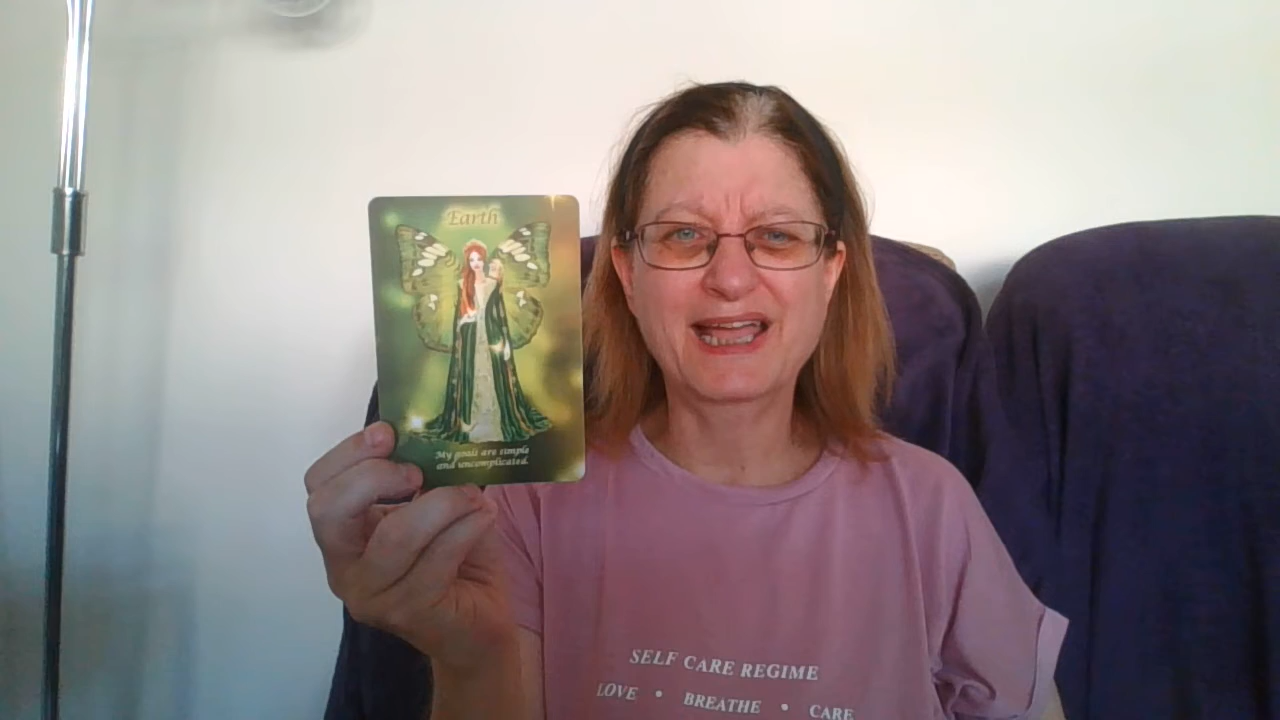 Earth
My goals are simple
and uncomplicated.
SELF CARE REGIME
LOVE • BREATHE • CARE